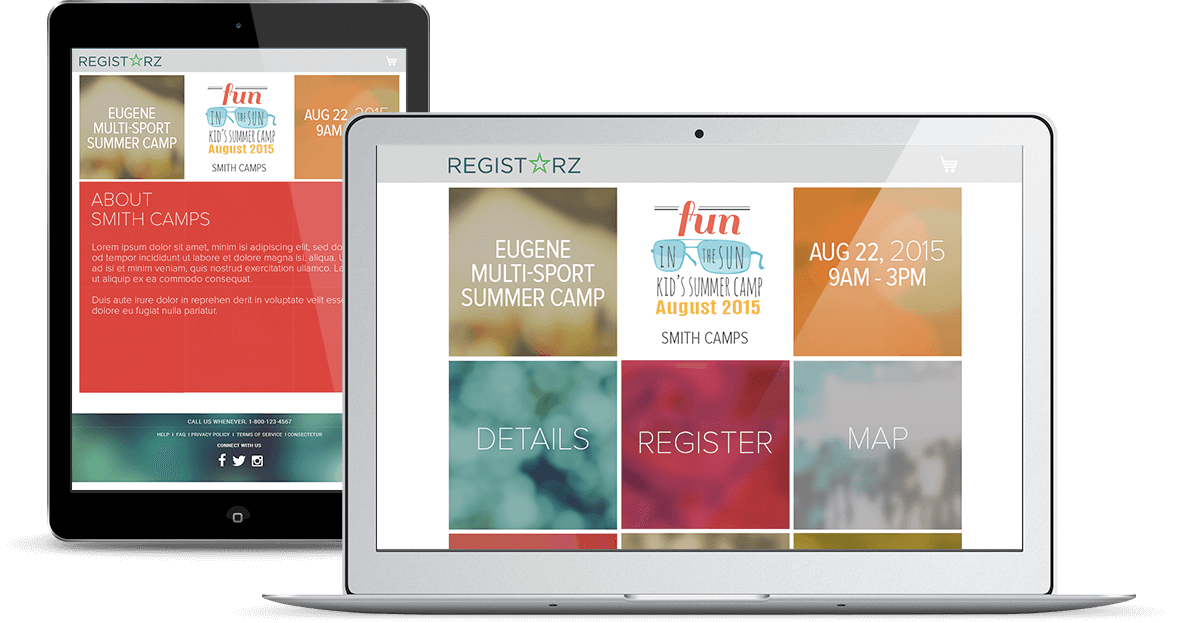 REGIST☆RZ
EUGENE
MULTI-SPORT
SUMMER CAMP
fun
IN THE SUN
KID'S SUMMER CAMP
August 2015
SMITH CAMPS
AUG 22, 2015
9AM
ABOUT
SMITH CAMPS
Lorem ipsum dolor sit amet, minim isi adipiscing elit, sed do
od tempor incididunt ut labore et dolore magna isi. aliqua. U
ad isi et minim veniam, quis nostrud exercitation ullamco. La
ut aliquip ex ea commodo consequat.
Duis aute irure dolor in reprehen derit in voluptate velit esse
dolore eu fugiat nulla pariatur.
CALL US WHENEVER. 1-800-123-4567
HELP I FAQ I PRIVACY POLICY I TERMS OF SERVICE I CONSECTETUR
CONNECT WITH US
REGIST☆RZ
EUGENE
MULTI-SPORT
SUMMER CAMP
fun
IN THE SUN
KID'S SUMMER CAMP
August 2015
SMITH CAMPS
AUG 22, 2015
9AM - 3PM
DETAILS
REGISTER
MAP